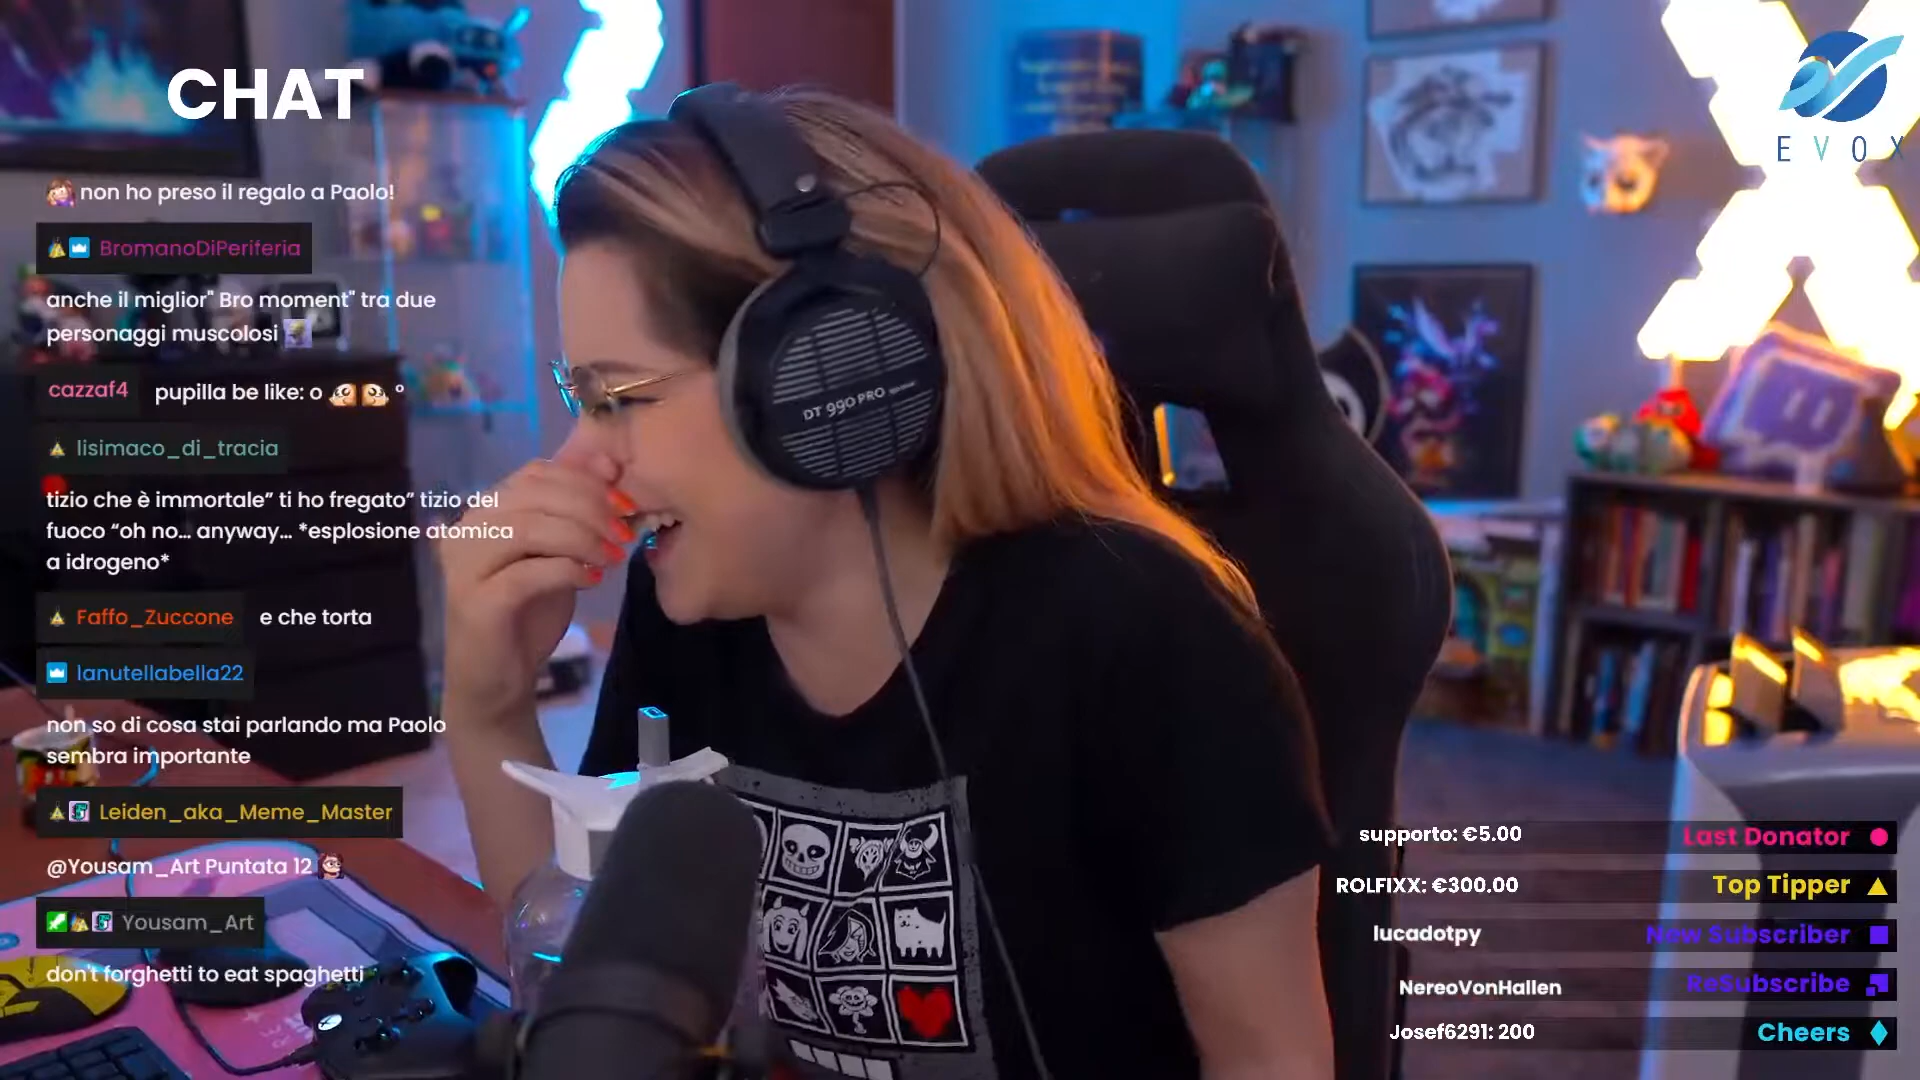 CHAT
non ho preso il regalo a Paolo!
BromanoDiPeriferia
anche il miglior" Bro moment" tra due
personaggi muscolosi
cazzaf4 pupilla be like: o º
lisimaco_di_tracia
tizio che è immortale” ti ho fregato” tizio del
fuoco “oh no... anyway... *esplosione atomica
a idrogeno*
Faffo_Zuccone e che torta
lanutellabella22
non so di cosa stai parlando ma Paolo
sembra importante
Leiden_aka_Meme_Master
@Yousam_Art Puntata 12
Yousam_Art
don't forghetti to eat spaghetti
DT 990 PRO
EVOX
supporto: €5.00 Last Donator
ROLFIXX: €300.00 Top Tipper
lucadotpy New Subscriber
NereoVonHallen ReSubscribe
Josef6291: 200 Cheers